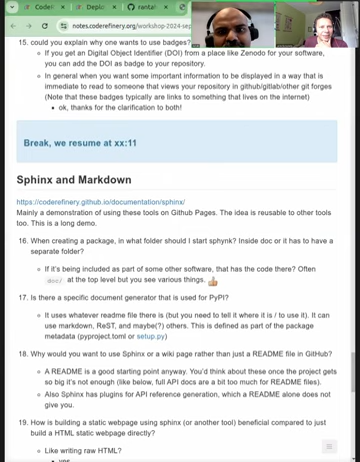 notes.coderefinery.org/workshop-2024-sep
15. could you explain why one wants to use badges?
If you get an Digital Object Identifier (DOI) from a place like Zenodo for your software,
you can add the DOI as badge to your repository.
In general when you want some important information to be displayed in a way that is
immediate to read to someone that views your repository in github/gitlab/other git forges
(Note that these badges typically are links to something that lives on the internet)
ok, thanks for the clarification to both!
Break, we resume at xx:11
Sphinx and Markdown
https://coderefinery.github.io/documentation/sphinx/
Mainly a demonstration of using these tools on Github Pages. The idea is reusable to other tools
too. This is a long demo.
16. When creating a package, in what folder should I start sphynk? Inside doc or it has to have a
separate folder?
If it's being included as part of some other software, that has the code there? Often
doc/ at the top level but you see various things. 👍
17. Is there a specific document generator that is used for PyPI?
It uses whatever readme file there is (but you need to tell it where it is / to use it). It can
use markdown, ReST, and maybe(?) others. This is defined as part of the package
metadata (pyproject.toml or setup.py)
18. Why would you want to use Sphinx or a wiki page rather than just a README file in GitHub?
A README is a good starting point anyway. You'd think about these once the project gets
so big it's not enough (like below, full API docs are a bit too much for README files).
Also Sphinx has plugins for API reference generation, which a README alone does not
give you.
19. How is building a static webpage using sphinx (or another tool) beneficial compared to just
build a HTML static webpage directly?
Like writing raw HTML?
yes